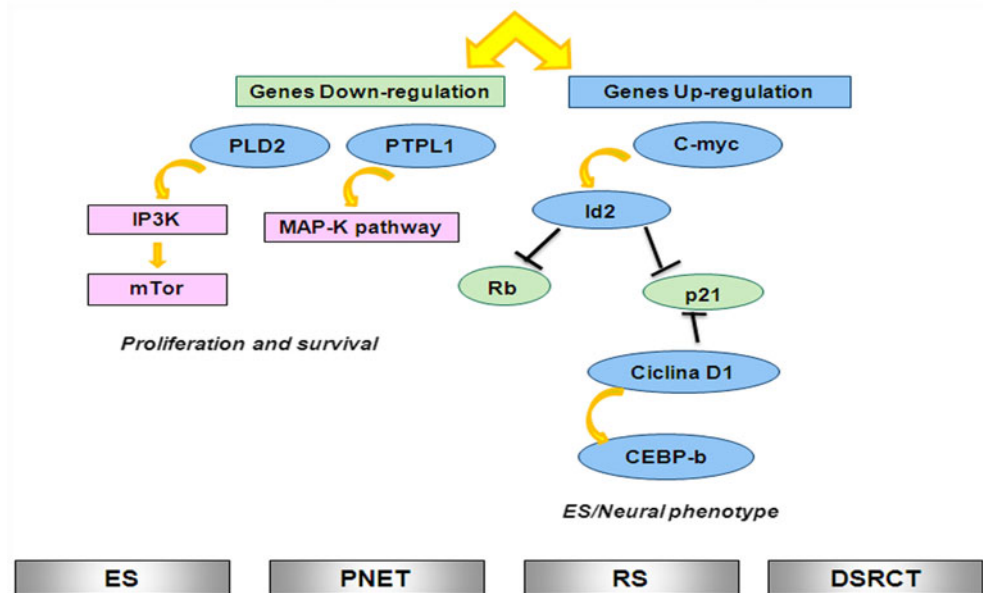 Genes Down-regulation
Genes Up-regulation
PLD2
PTPL1
C-myc
IP3K
MAP-K pathway
Id2
mTor
Rb
p21
Proliferation and survival
Ciclina D1
CEBP-b
ES/Neural phenotype
ES
PNET
RS
DSRCT